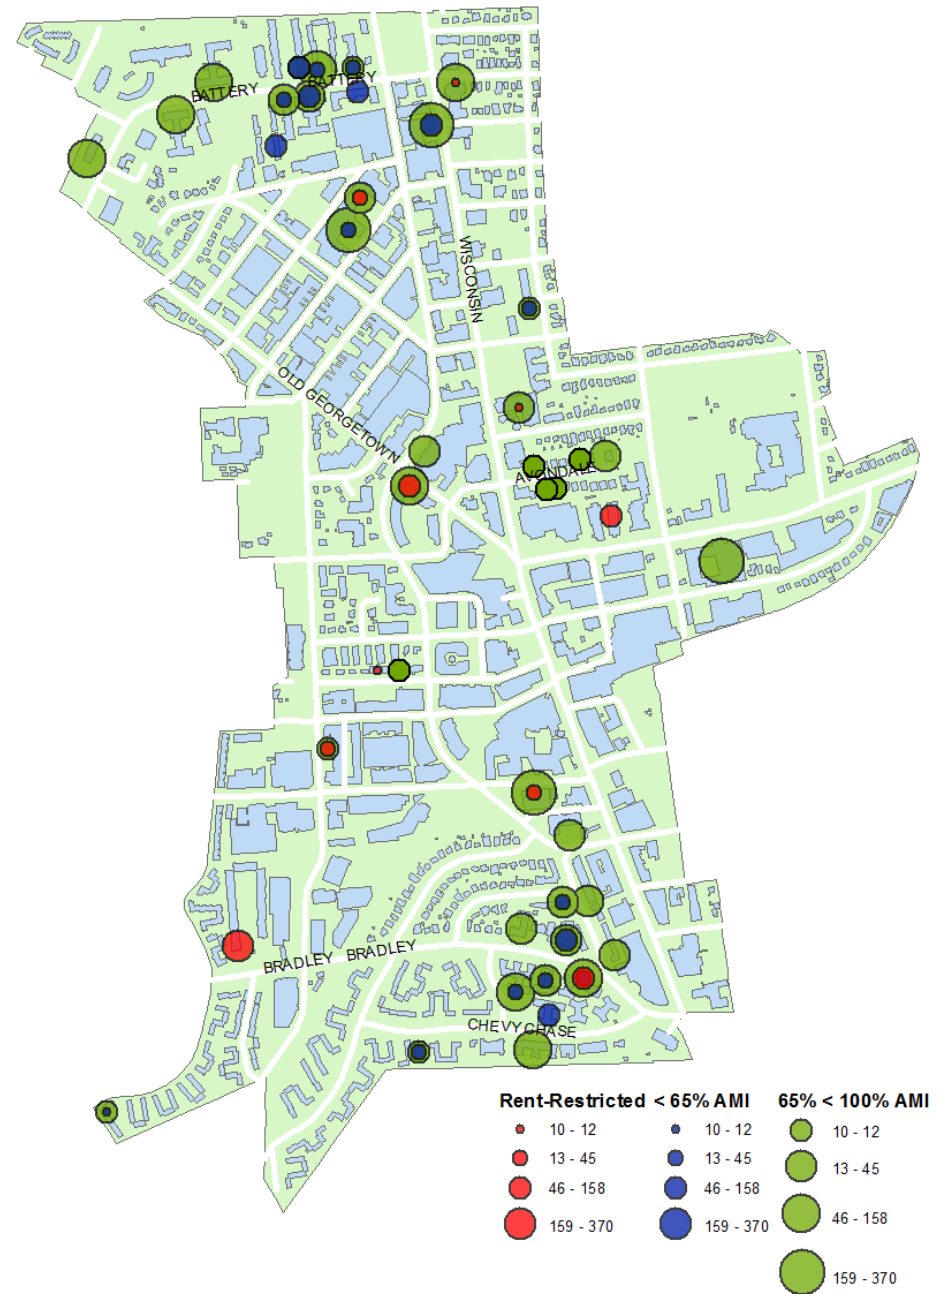 BATTERY
BATTERY
WISCONSIN
OLD GEORGETOWN
AVONDALE
BRADLEY
BRADLEY
CHEVY CHASE
Rent-Restricted < 65% AMI 65% < 100% AMI
10 - 12 10 - 12 10 - 12
13 - 45 13 - 45 13 - 45
46 - 158 46 - 158 46 - 158
159 - 370 159 - 370 159 - 370